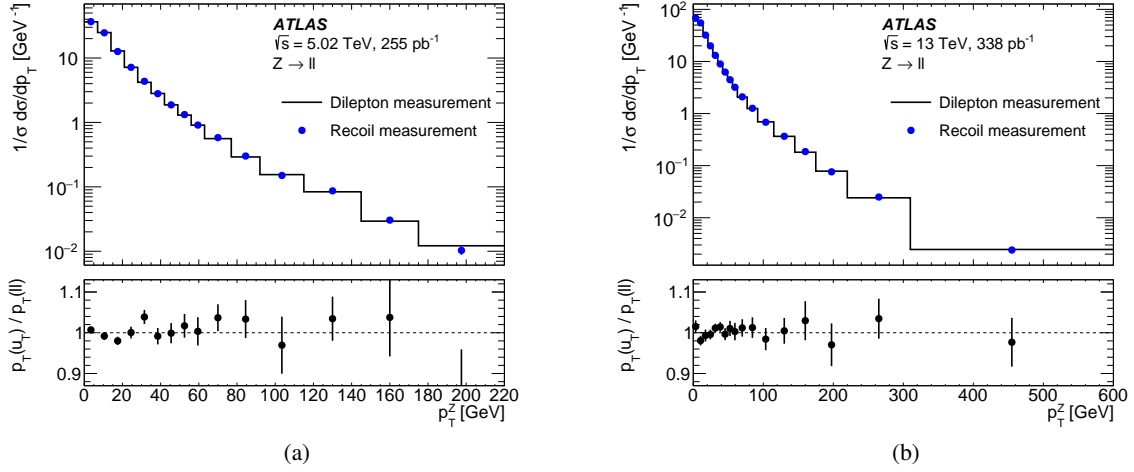 ATLAS
√s = 5.02 TeV, 255 pb⁻¹
Z → ll
Dilepton measurement
Recoil measurement
1/σ dσ/dp_T [GeV⁻¹]
10
1
10⁻¹
10⁻²
p_T(u_T) / p_T(ll)
1.1
1
0.9
0 20 40 60 80 100 120 140 160 180 200 220
p_T^Z [GeV]
(a)
ATLAS
√s = 13 TeV, 338 pb⁻¹
Z → ll
Dilepton measurement
Recoil measurement
1/σ dσ/dp_T [GeV⁻¹]
10²
10
1
10⁻¹
10⁻²
10⁻³
p_T(u_T) / p_T(ll)
1.1
1
0.9
0 100 200 300 400 500 600
p_T^Z [GeV]
(b)